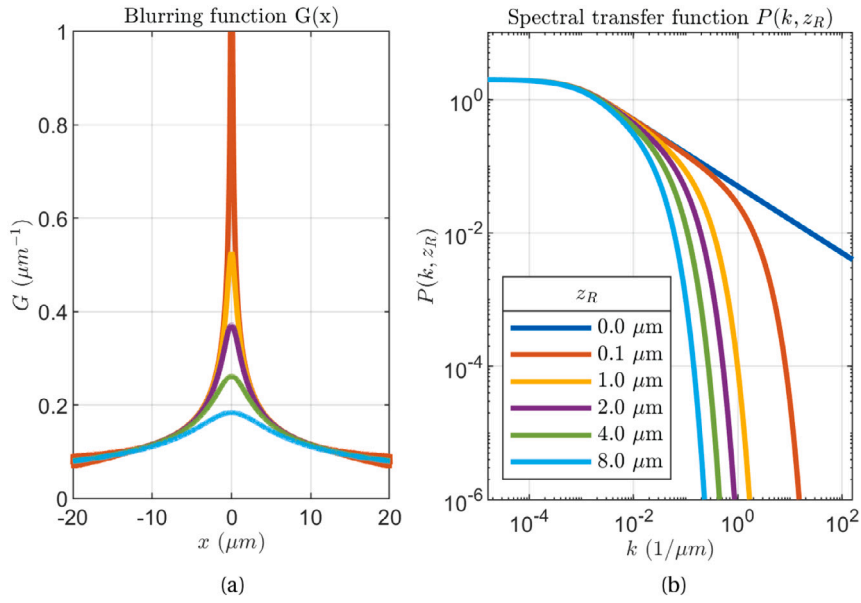 Blurring function G(x)
1
0.8
0.6
0.4
0.2
0
G (μm⁻¹)
-20
-10
0
10
20
x (μm)
(a)
Spectral transfer function P(k, z_R)
10⁰
10⁻²
10⁻⁴
10⁻⁶
P(k, z_R)
z_R
0.0 μm
0.1 μm
1.0 μm
2.0 μm
4.0 μm
8.0 μm
10⁻⁴
10⁻²
10⁰
10²
k (1/μm)
(b)